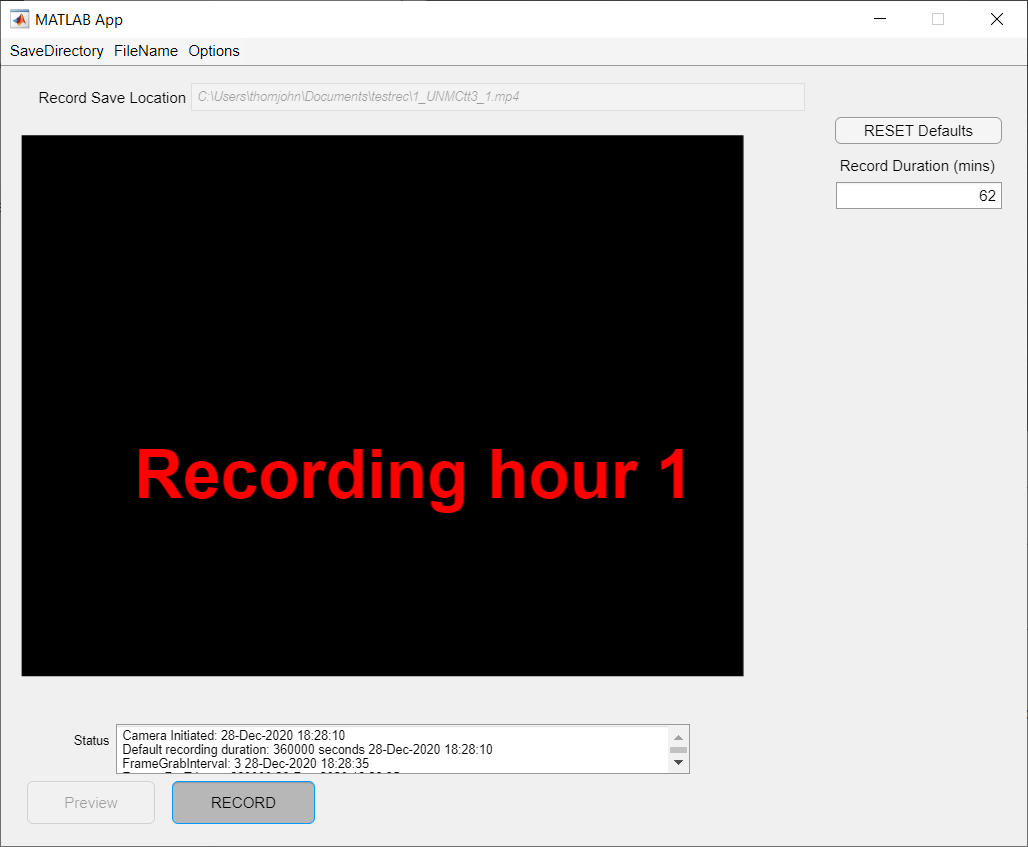 MATLAB App
SaveDirectory FileName Options
Record Save Location C:\Users\thomjohn\Documents\testrec\1_UNMCtt3_1.mp4
RESET Defaults
Record Duration (mins)
62
Recording hour 1
Status
Camera Initiated: 28-Dec-2020 18:28:10
Default recording duration: 360000 seconds 28-Dec-2020 18:28:10
FrameGrabInterval: 3 28-Dec-2020 18:28:35
Preview RECORD